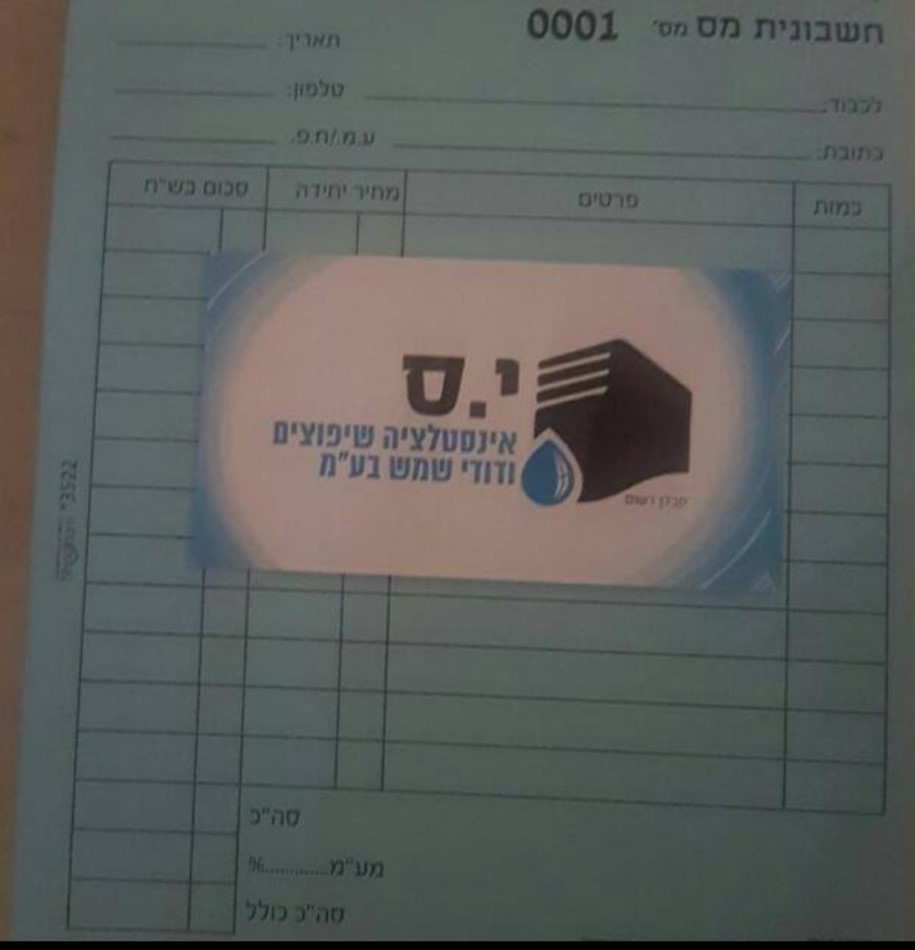 חשבונית מס מס׳ 0001
תאריך:
לכבוד:
טלפון:
כתובת:
ע.מ./ח.פ.
כמות
פרטים
מחיר יחידה
סכום בש"ח
י.ס
אינסטלציה שיפוצים
ודודי שמש בע"מ
קבלן רשום
*3522
סה"כ
מע"מ............%
סה"כ כולל